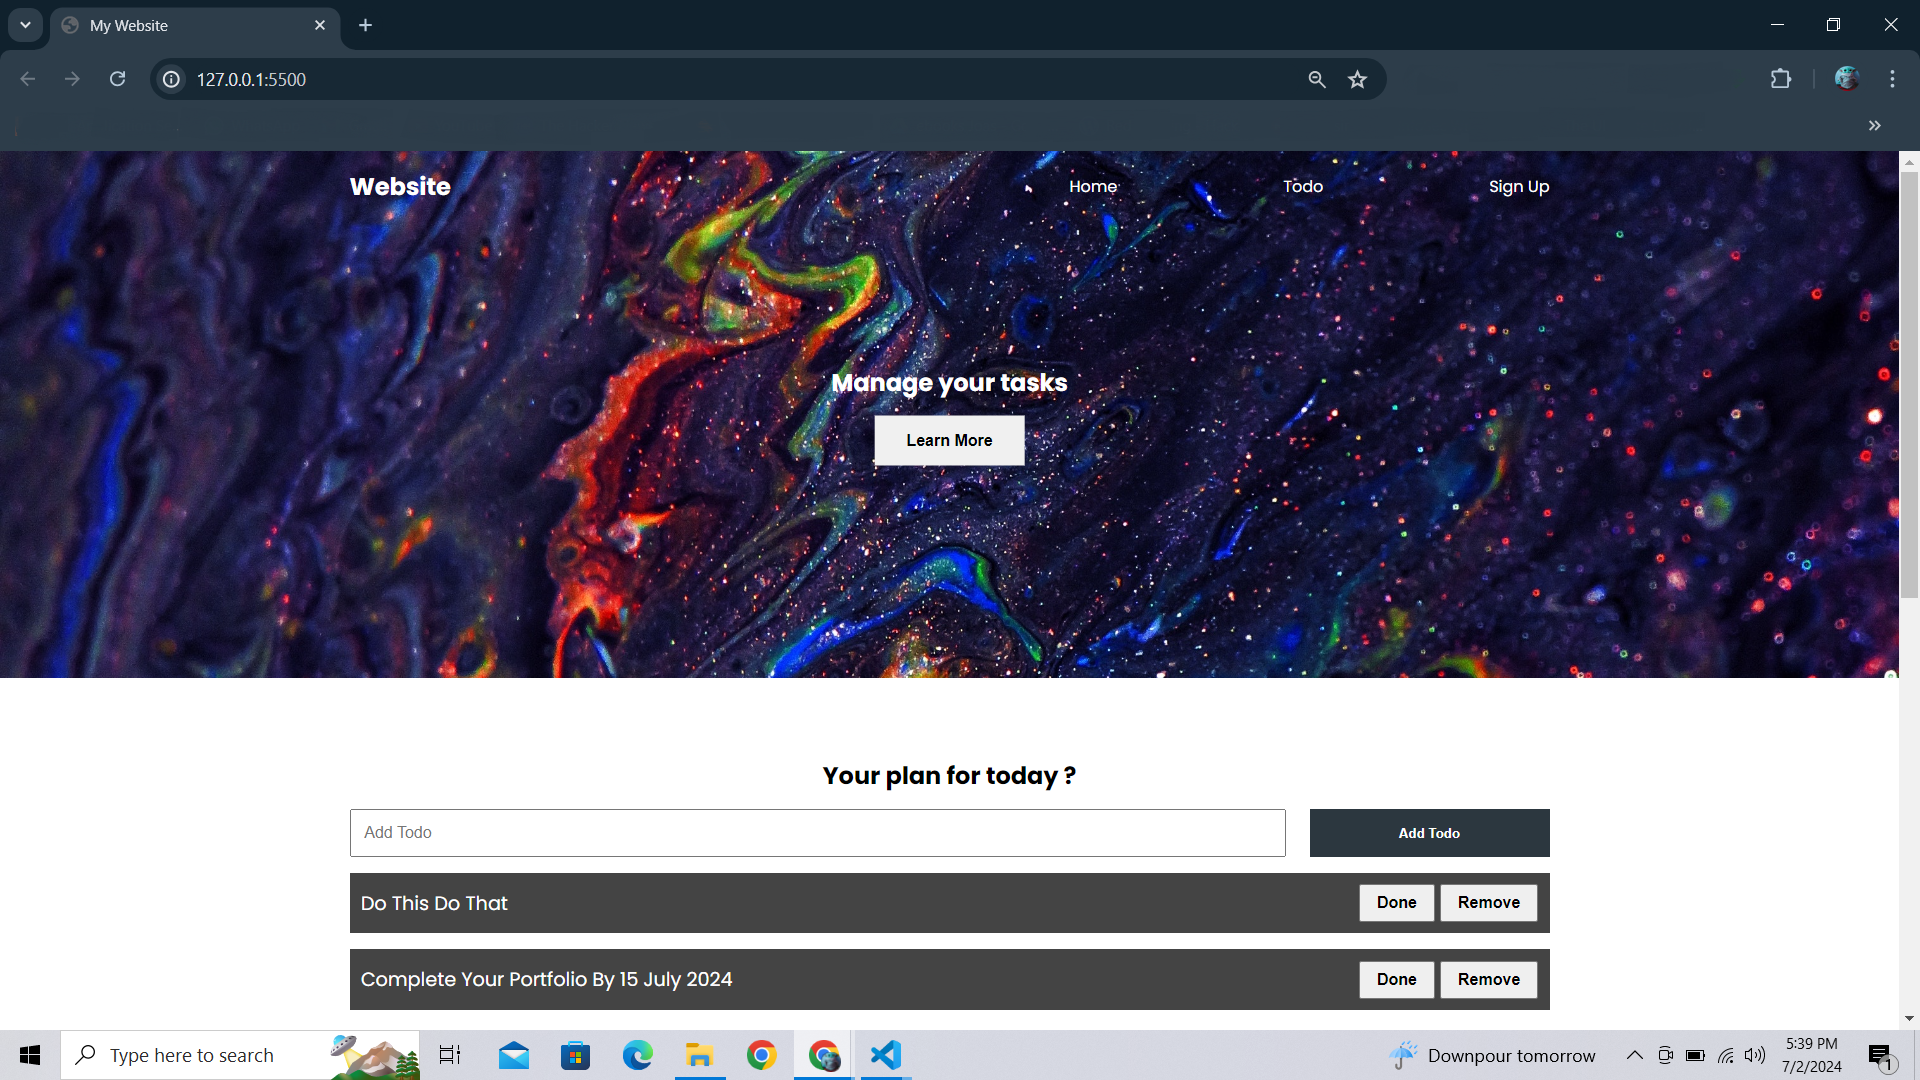 My Website
127.0.0.1:5500
Website
Home
Todo
Sign Up
Manage your tasks
Learn More
Your plan for today ?
Add Todo
Add Todo
Do This Do That
Done
Remove
Complete Your Portfolio By 15 July 2024
Done
Remove
Type here to search
Downpour tomorrow
5:39 PM
7/2/2024
1